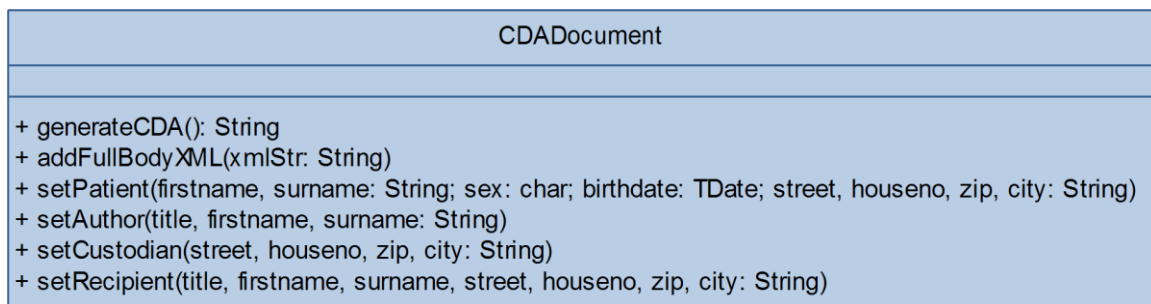 CDADocument
+ generateCDA(): String
+ addFullBodyXML(xmlStr: String)
+ setPatient(firstname, surname: String; sex: char; birthdate: TDate; street, houseno, zip, city: String)
+ setAuthor(title, firstname, surname: String)
+ setCustodian(street, houseno, zip, city: String)
+ setRecipient(title, firstname, surname, street, houseno, zip, city: String)